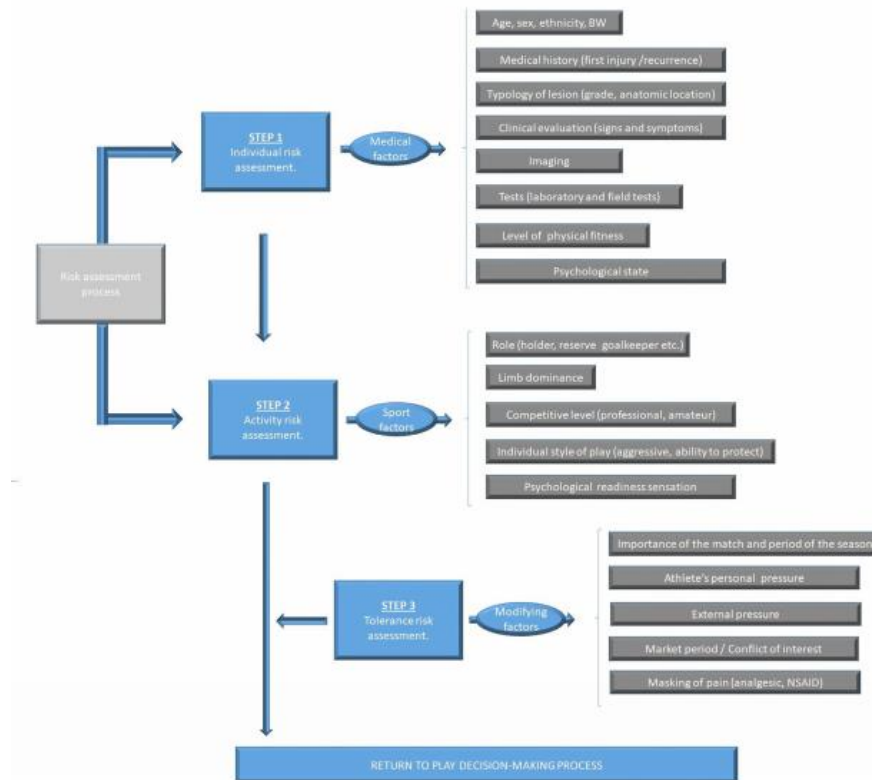 Risk assessment
process
STEP 1
Individual risk
assessment.
Medical
factors
Age, sex, ethnicity, BW
Medical history (first injury /recurrence)
Typology of lesion (grade, anatomic location)
Clinical evaluation (signs and symptoms)
Imaging
Tests (laboratory and field tests)
Level of physical fitness
Psychological state
STEP 2
Activity risk
assessment.
Sport
factors
Role (holder, reserve goalkeeper etc.)
Limb dominance
Competitive level (professional, amateur)
Individual style of play (aggressive, ability to protect)
Psychological readiness sensation
STEP 3
Tolerance risk
assessment.
Modifying
factors
Importance of the match and period of the season
Athlete's personal pressure
External pressure
Market period / Conflict of interest
Masking of pain (analgesic, NSAID)
RETURN TO PLAY DECISION-MAKING PROCESS